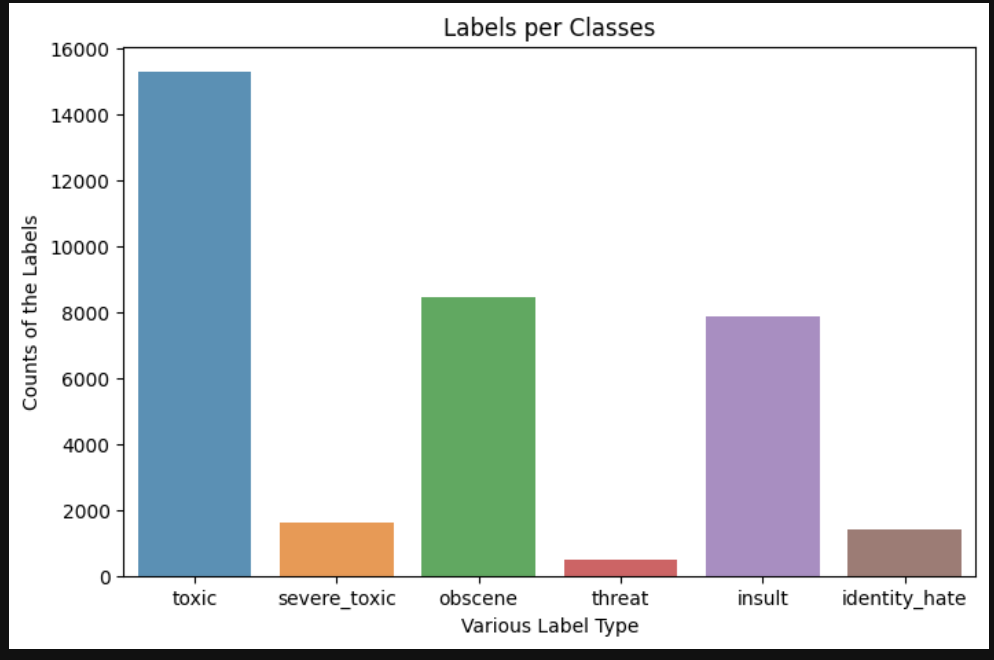 Labels per Classes
Counts of the Labels
16000
14000
12000
10000
8000
6000
4000
2000
0
toxic severe_toxic obscene threat insult identity_hate
Various Label Type